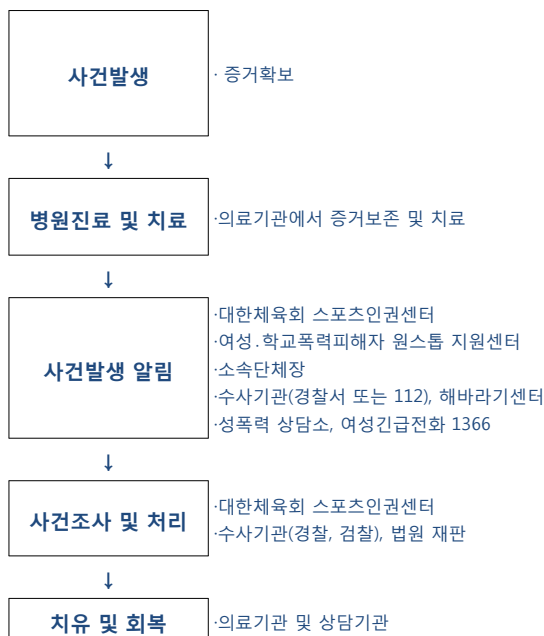 사건발생
· 증거확보
↓
병원진료 및 치료
·의료기관에서 증거보존 및 치료
↓
사건발생 알림
·대한체육회 스포츠인권센터
·여성.학교폭력피해자 원스톱 지원센터
·소속단체장
·수사기관(경찰서 또는 112), 해바라기센터
·성폭력 상담소, 여성긴급전화 1366
↓
사건조사 및 처리
·대한체육회 스포츠인권센터
·수사기관(경찰, 검찰), 법원 재판
↓
치유 및 회복
·의료기관 및 상담기관